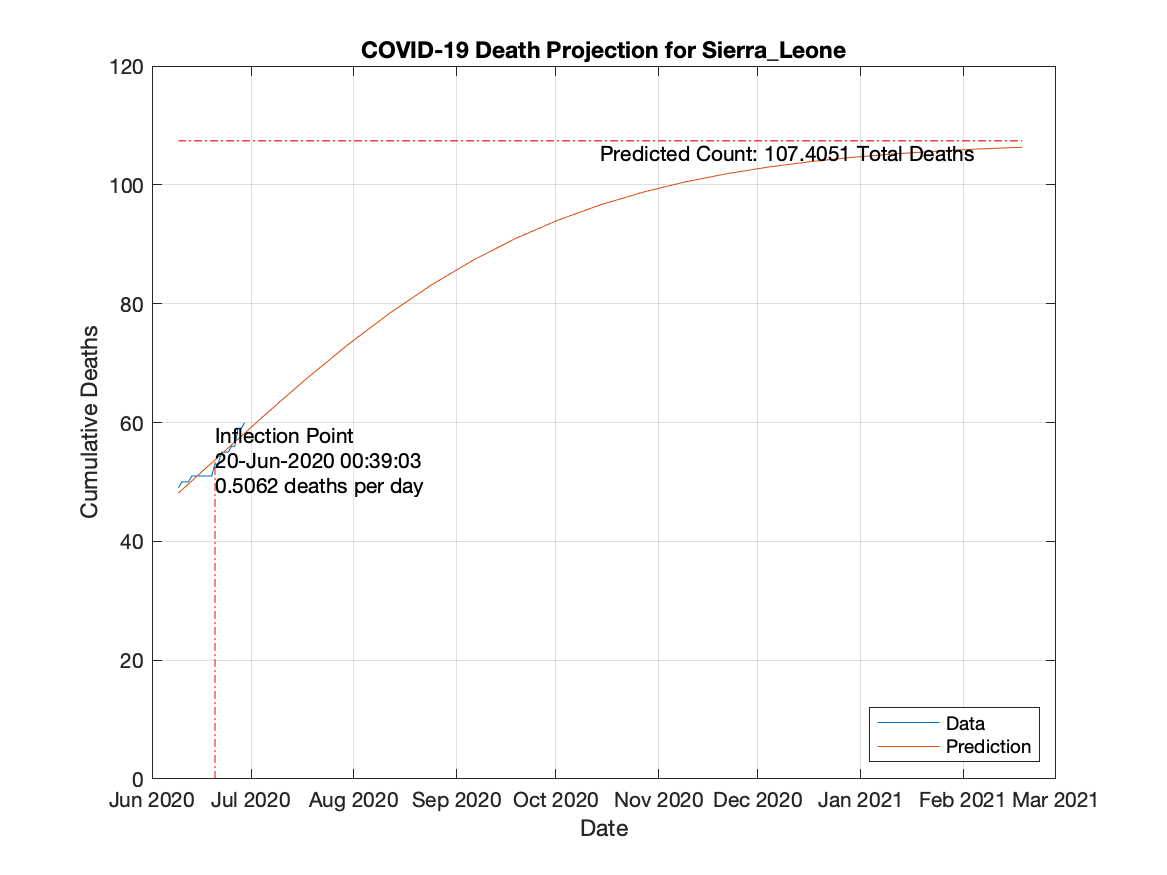 COVID-19 Death Projection for Sierra_Leone
120
100
80
60
40
20
0
Cumulative Deaths
Predicted Count: 107.4051 Total Deaths
Inflection Point
20-Jun-2020 00:39:03
0.5062 deaths per day
Data
Prediction
Jun 2020 Jul 2020 Aug 2020 Sep 2020 Oct 2020 Nov 2020 Dec 2020 Jan 2021 Feb 2021 Mar 2021
Date